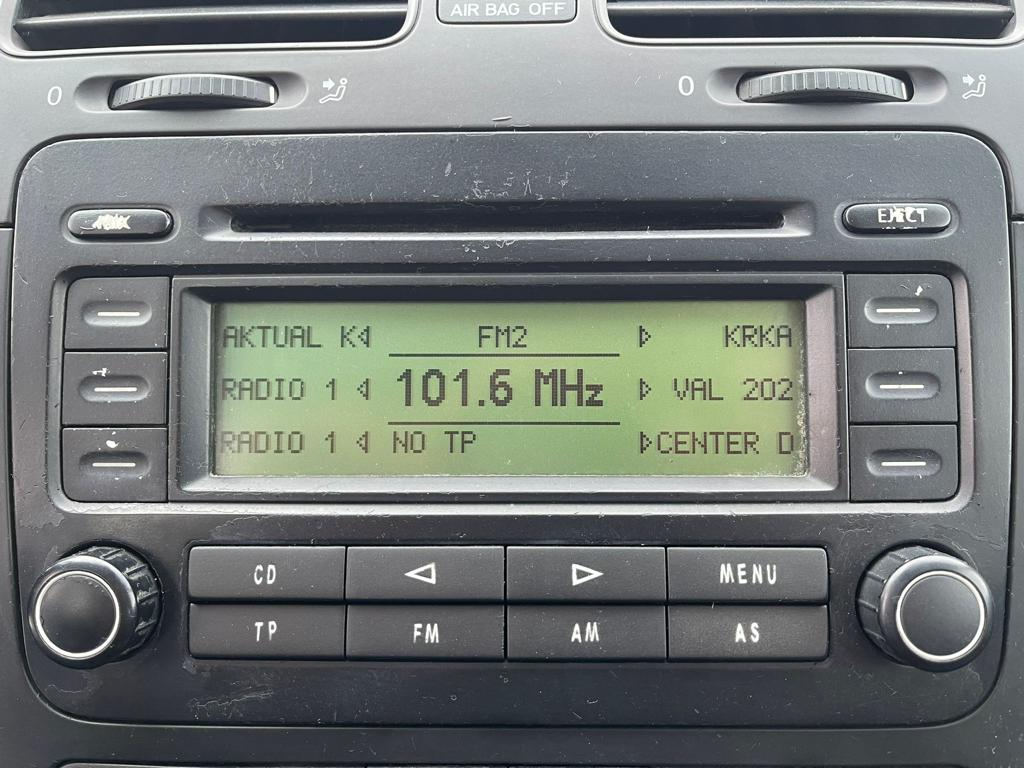 AIR BAG OFF
0
0
EJECT
AKTUAL K FM2 KRKA
RADIO 1 101.6 MHz VAL 202
RADIO 1 NO TP CENTER D
CD MENU
TP FM AM AS